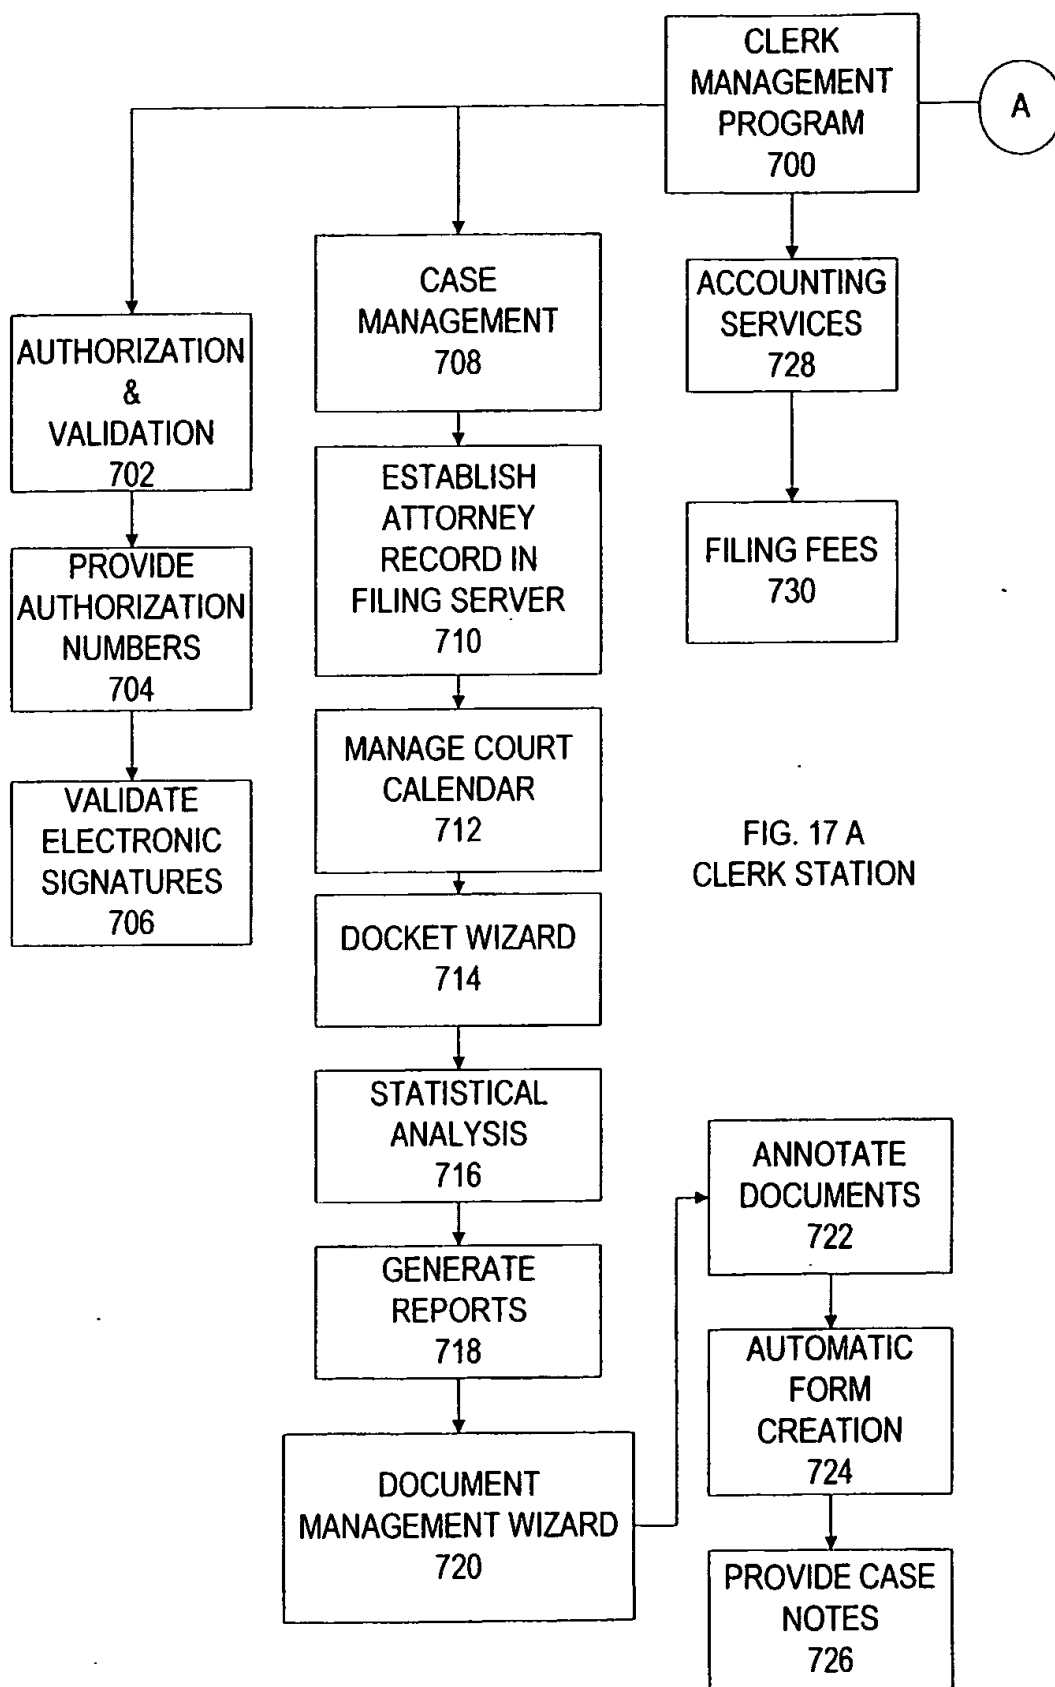 CLERK
MANAGEMENT
PROGRAM
700
A
AUTHORIZATION
&
VALIDATION
702
PROVIDE
AUTHORIZATION
NUMBERS
704
VALIDATE
ELECTRONIC
SIGNATURES
706
CASE
MANAGEMENT
708
ESTABLISH
ATTORNEY
RECORD IN
FILING SERVER
710
MANAGE COURT
CALENDAR
712
DOCKET WIZARD
714
STATISTICAL
ANALYSIS
716
GENERATE
REPORTS
718
DOCUMENT
MANAGEMENT WIZARD
720
ANNOTATE
DOCUMENTS
722
AUTOMATIC
FORM
CREATION
724
PROVIDE CASE
NOTES
726
ACCOUNTING
SERVICES
728
FILING FEES
730
FIG. 17 A
CLERK STATION